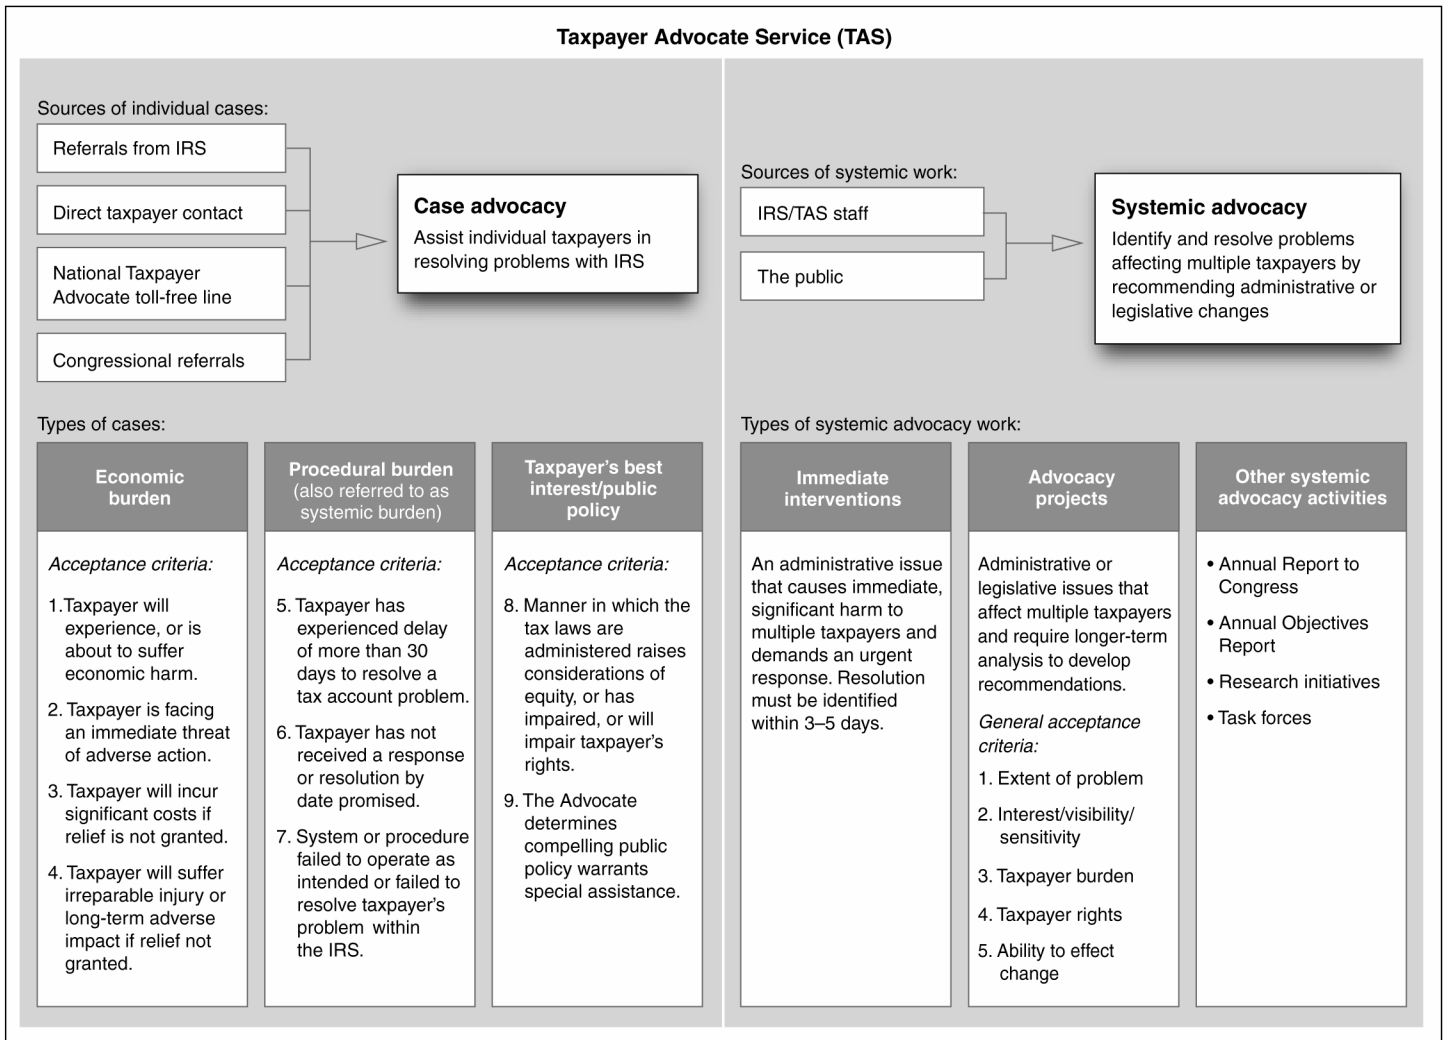 Taxpayer Advocate Service (TAS)
Sources of individual cases:
Referrals from IRS
Direct taxpayer contact
National Taxpayer
Advocate toll-free line
Congressional referrals
Case advocacy
Assist individual taxpayers in
resolving problems with IRS
Types of cases:
Economic
burden
Acceptance criteria:
1.Taxpayer will
experience, or is
about to suffer
economic harm.
2. Taxpayer is facing
an immediate threat
of adverse action.
3. Taxpayer will incur
significant costs if
relief is not granted.
4. Taxpayer will suffer
irreparable injury or
long-term adverse
impact if relief not
granted.
Procedural burden
(also referred to as
systemic burden)
Acceptance criteria:
5. Taxpayer has
experienced delay
of more than 30
days to resolve a
tax account problem.
6. Taxpayer has not
received a response
or resolution by
date promised.
7. System or procedure
failed to operate as
intended or failed to
resolve taxpayer's
problem within
the IRS.
Taxpayer's best
interest/public
policy
Acceptance criteria:
8. Manner in which the
tax laws are
administered raises
considerations of
equity, or has
impaired, or will
impair taxpayer's
rights.
9. The Advocate
determines
compelling public
policy warrants
special assistance.
Sources of systemic work:
IRS/TAS staff
The public
Systemic advocacy
Identify and resolve problems
affecting multiple taxpayers by
recommending administrative or
legislative changes
Types of systemic advocacy work:
Immediate
interventions
An administrative issue
that causes immediate,
significant harm to
multiple taxpayers and
demands an urgent
response. Resolution
must be identified
within 3–5 days.
Advocacy
projects
Administrative or
legislative issues that
affect multiple taxpayers
and require longer-term
analysis to develop
recommendations.
General acceptance
criteria:
1. Extent of problem
2. Interest/visibility/
sensitivity
3. Taxpayer burden
4. Taxpayer rights
5. Ability to effect
change
Other systemic
advocacy activities
• Annual Report to
Congress
• Annual Objectives
Report
• Research initiatives
• Task forces